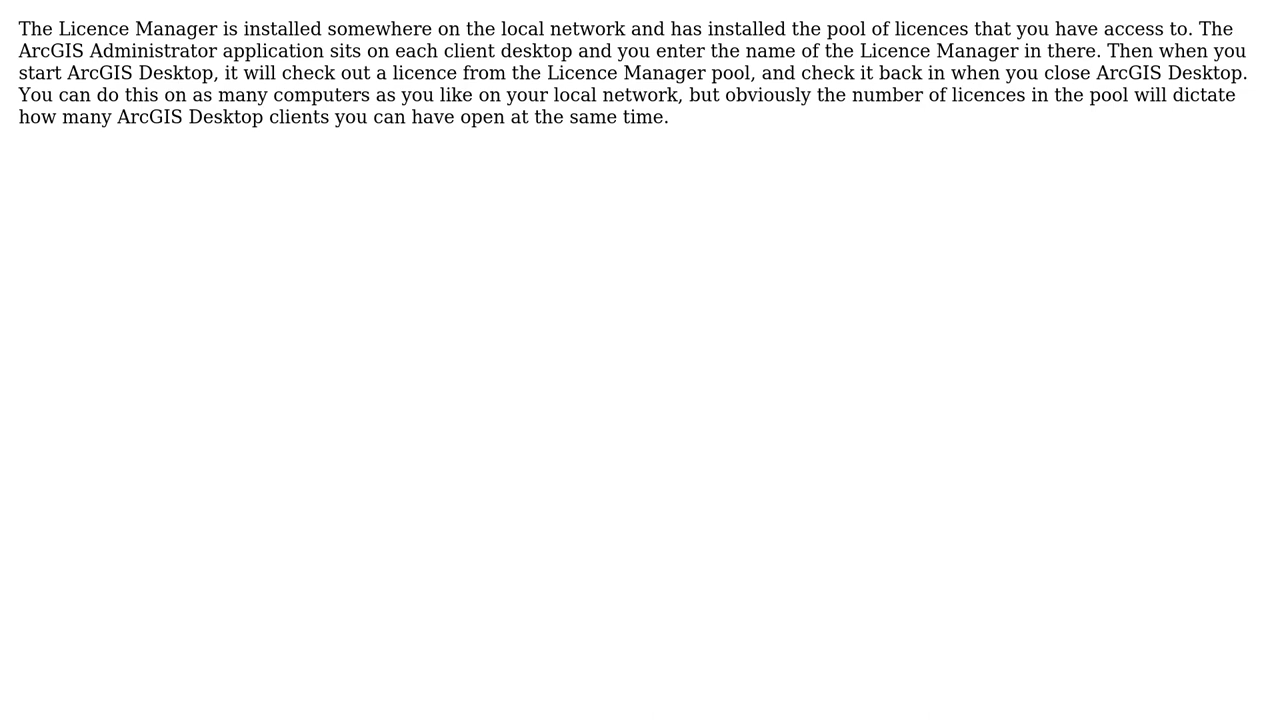 The Licence Manager is installed somewhere on the local network and has installed the pool of licences that you have access to. The
ArcGIS Administrator application sits on each client desktop and you enter the name of the Licence Manager in there. Then when you
start ArcGIS Desktop, it will check out a licence from the Licence Manager pool, and check it back in when you close ArcGIS Desktop.
You can do this on as many computers as you like on your local network, but obviously the number of licences in the pool will dictate
how many ArcGIS Desktop clients you can have open at the same time.